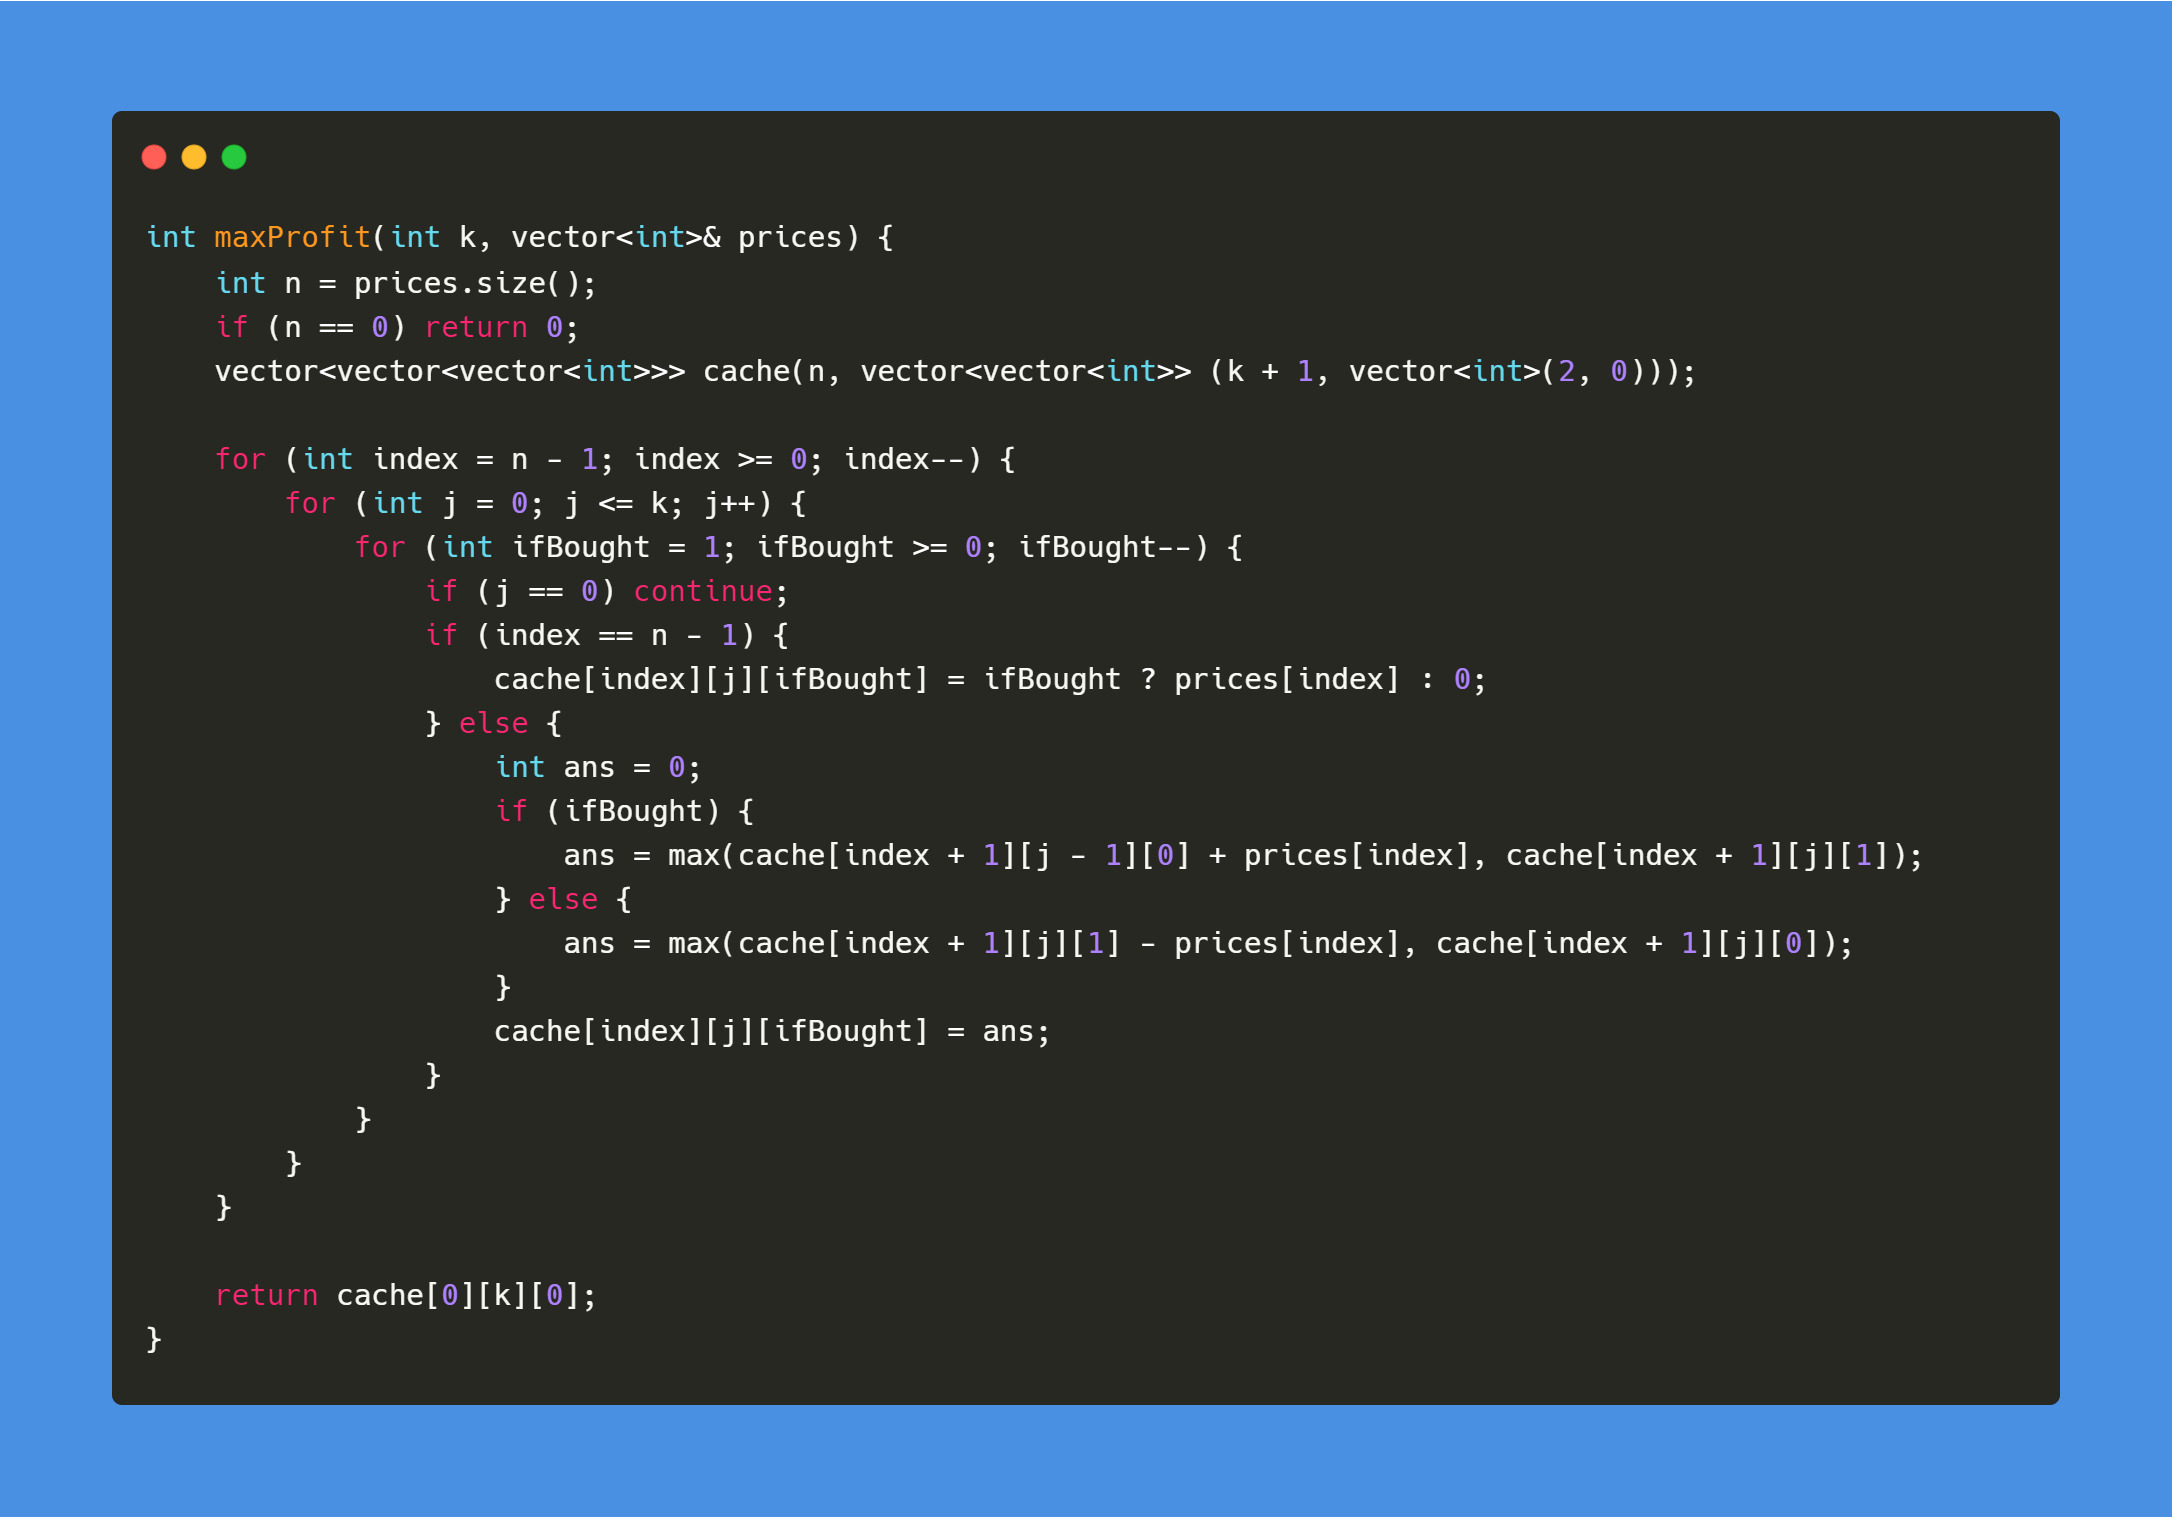 int maxProfit(int k, vector<int>& prices) {
    int n = prices.size();
    if (n == 0) return 0;
    vector<vector<vector<int>>> cache(n, vector<vector<int>> (k + 1, vector<int>(2, 0)));

    for (int index = n - 1; index >= 0; index--) {
        for (int j = 0; j <= k; j++) {
            for (int ifBought = 1; ifBought >= 0; ifBought--) {
                if (j == 0) continue;
                if (index == n - 1) {
                    cache[index][j][ifBought] = ifBought ? prices[index] : 0;
                } else {
                    int ans = 0;
                    if (ifBought) {
                        ans = max(cache[index + 1][j - 1][0] + prices[index], cache[index + 1][j][1]);
                    } else {
                        ans = max(cache[index + 1][j][1] - prices[index], cache[index + 1][j][0]);
                    }
                    cache[index][j][ifBought] = ans;
                }
            }
        }
    }

    return cache[0][k][0];
}